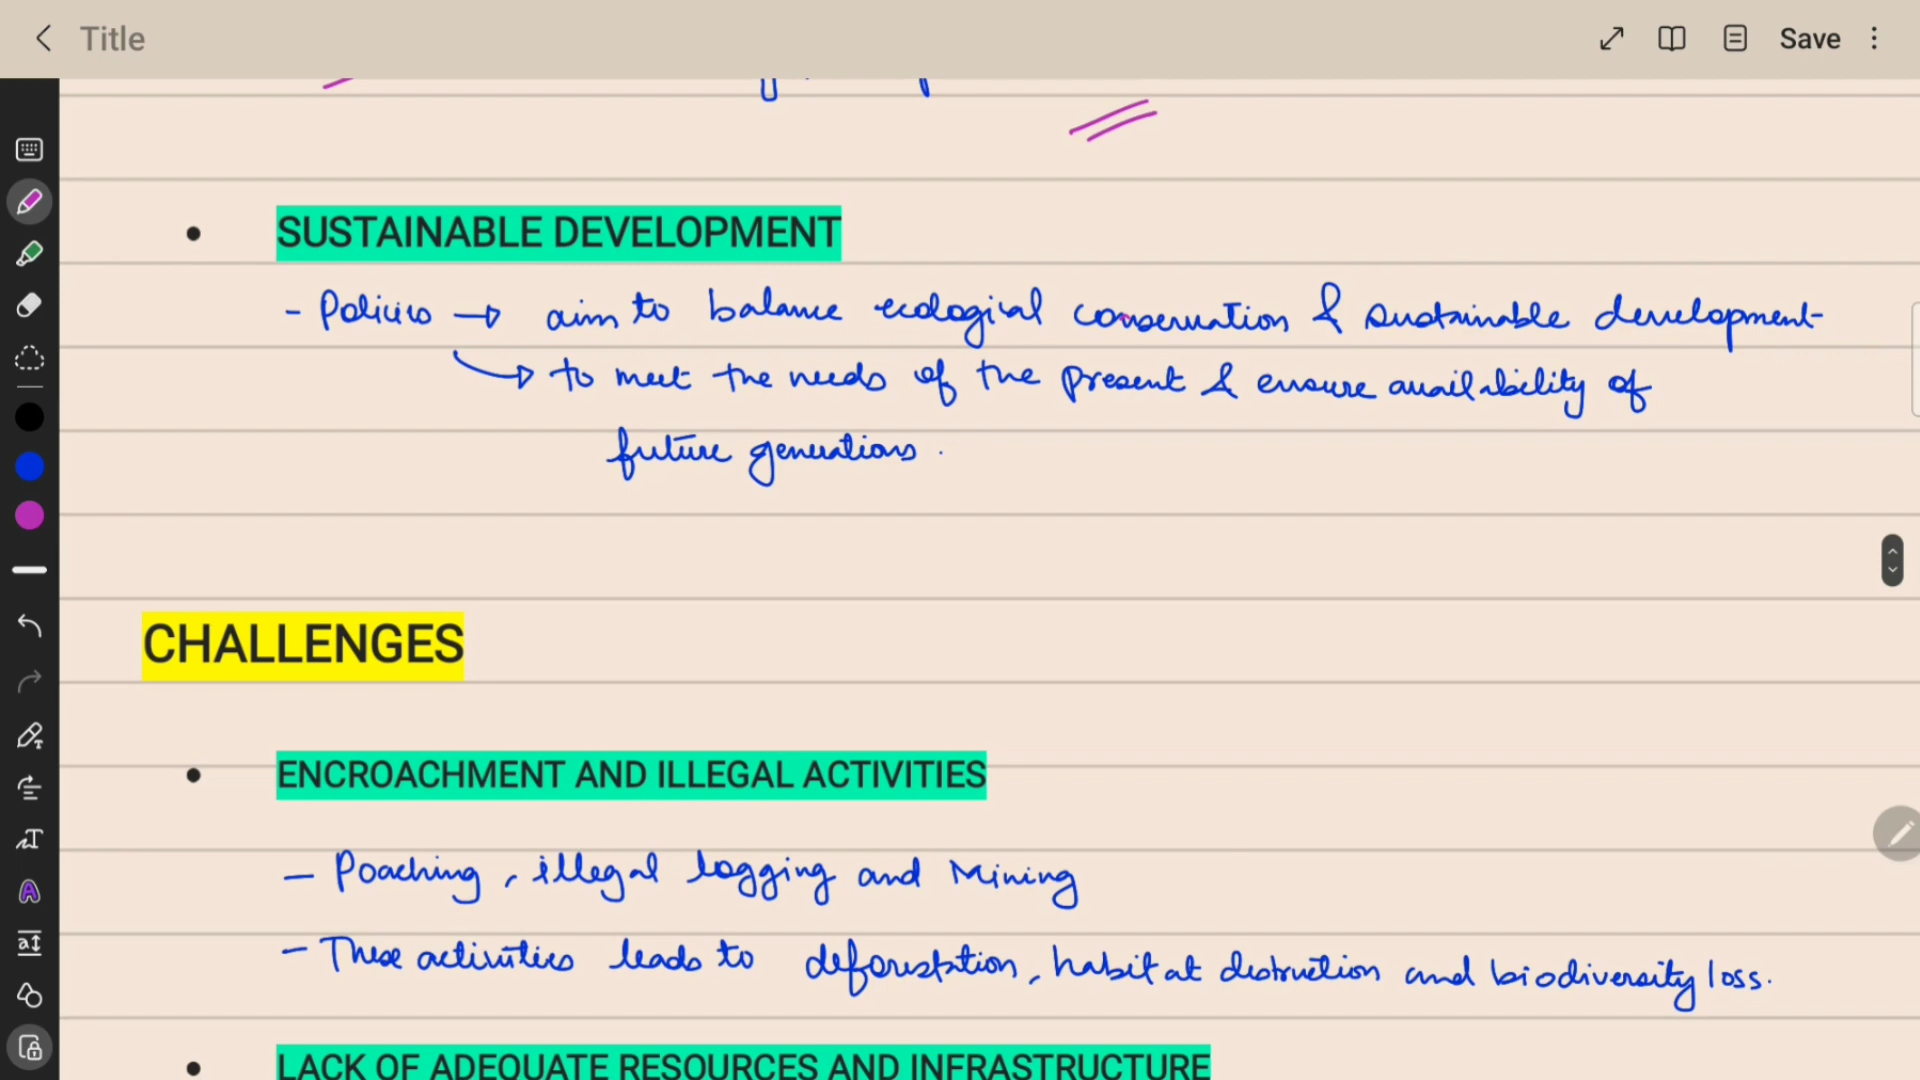 Title
Save
• SUSTAINABLE DEVELOPMENT
- Policies → aim to balance ecological conservation & sustainable development
→ to meet the needs of the present & ensure availability of
future generations.
CHALLENGES
• ENCROACHMENT AND ILLEGAL ACTIVITIES
- Poaching, illegal logging and Mining
- These activities leads to deforestation, habitat destruction and biodiversity loss.
• LACK OF ADEQUATE RESOURCES AND INFRASTRUCTURE